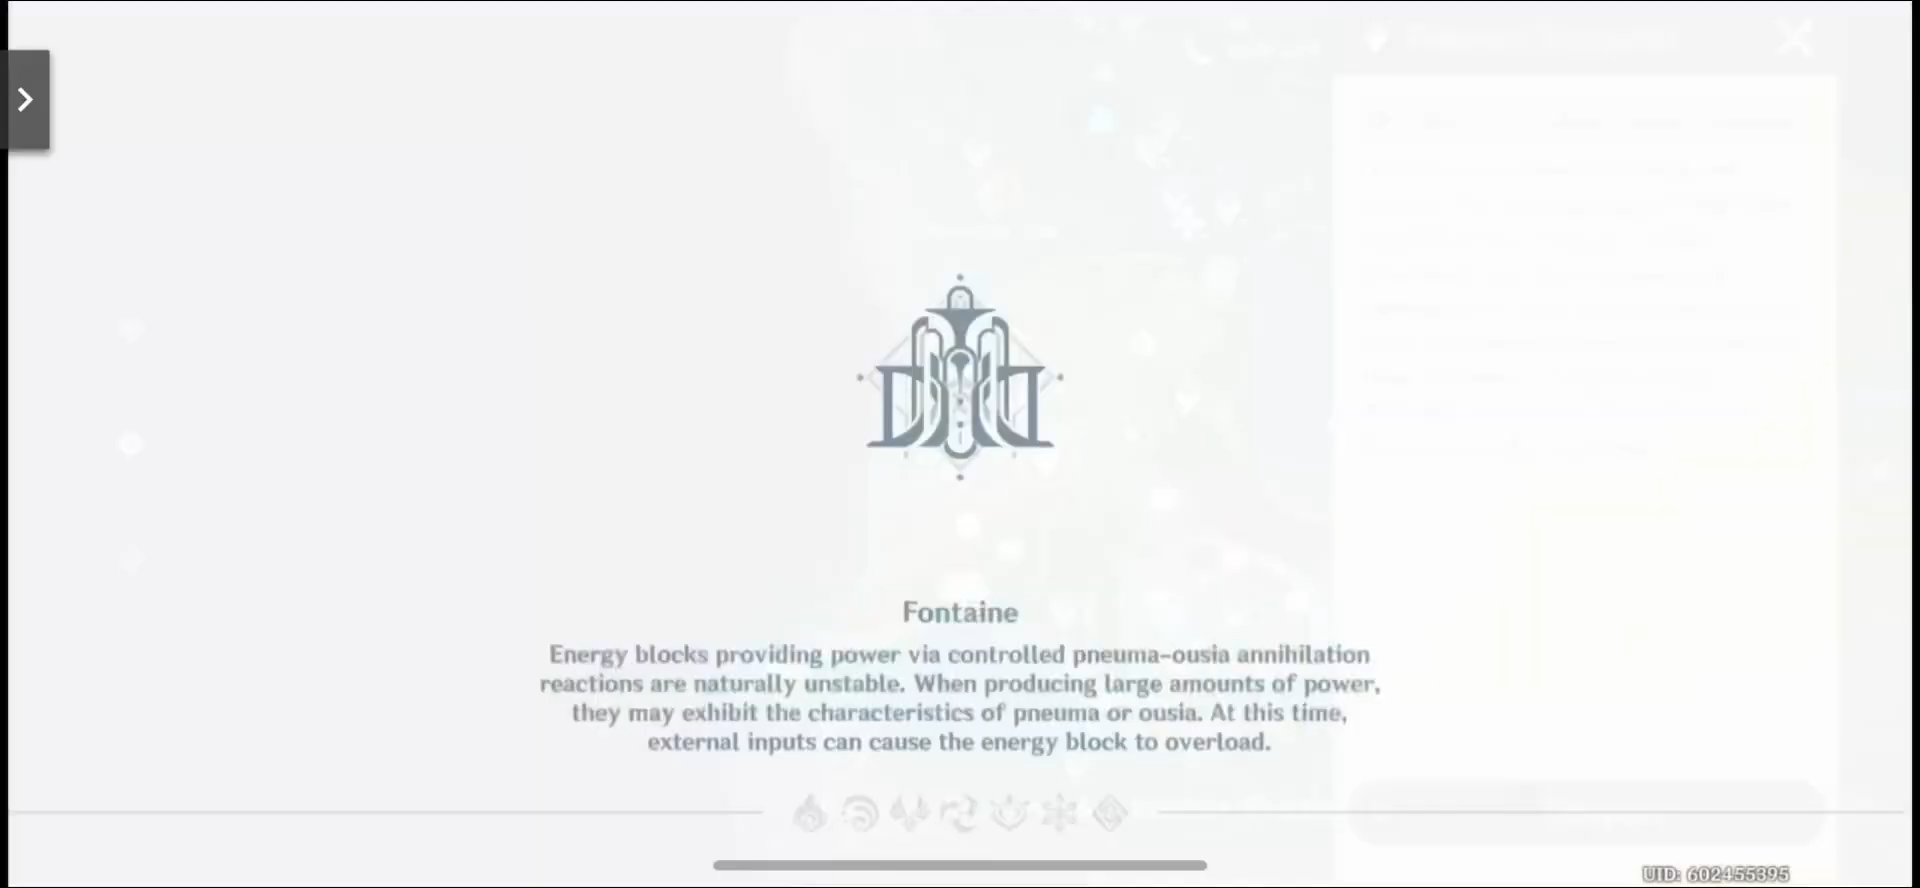 Fontaine
Energy blocks providing power via controlled pneuma-ousia annihilation
reactions are naturally unstable. When producing large amounts of power,
they may exhibit the characteristics of pneuma or ousia. At this time,
external inputs can cause the energy block to overload.
UID: 602455395